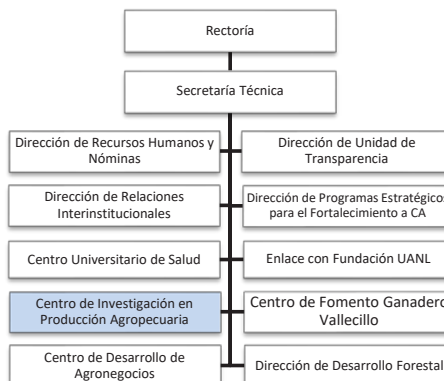 Rectoría
Secretaría Técnica
Dirección de Recursos Humanos y
Nóminas
Dirección de Unidad de
Transparencia
Dirección de Relaciones
Interinstitucionales
Dirección de Programas Estratégicos
para el Fortalecimiento a CA
Centro Universitario de Salud
Enlace con Fundación UANL
Centro de Investigación en
Producción Agropecuaria
Centro de Fomento Ganadero
Vallecillo
Centro de Desarrollo de
Agronegocios
Dirección de Desarrollo Forestal